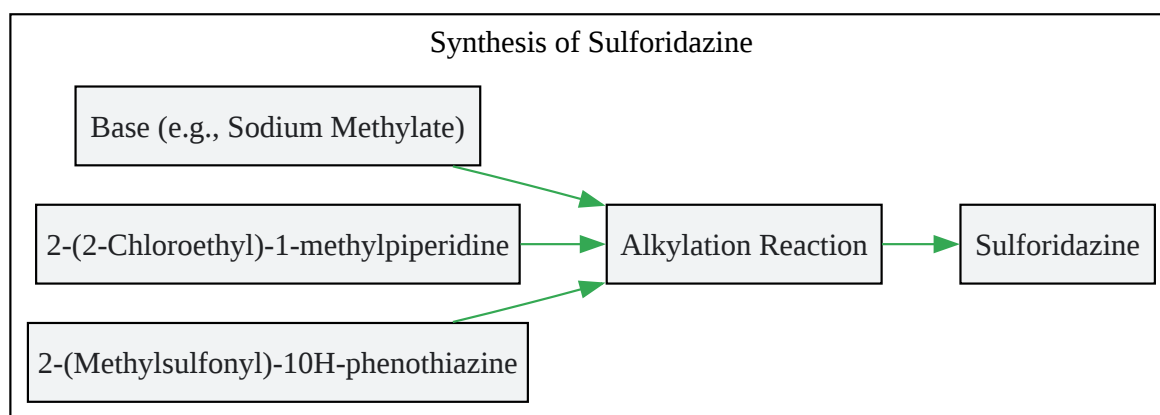 Synthesis of Sulforidazine
Base (e.g., Sodium Methylate)
2-(2-Chloroethyl)-1-methylpiperidine
Alkylation Reaction
Sulforidazine
2-(Methylsulfonyl)-10H-phenothiazine